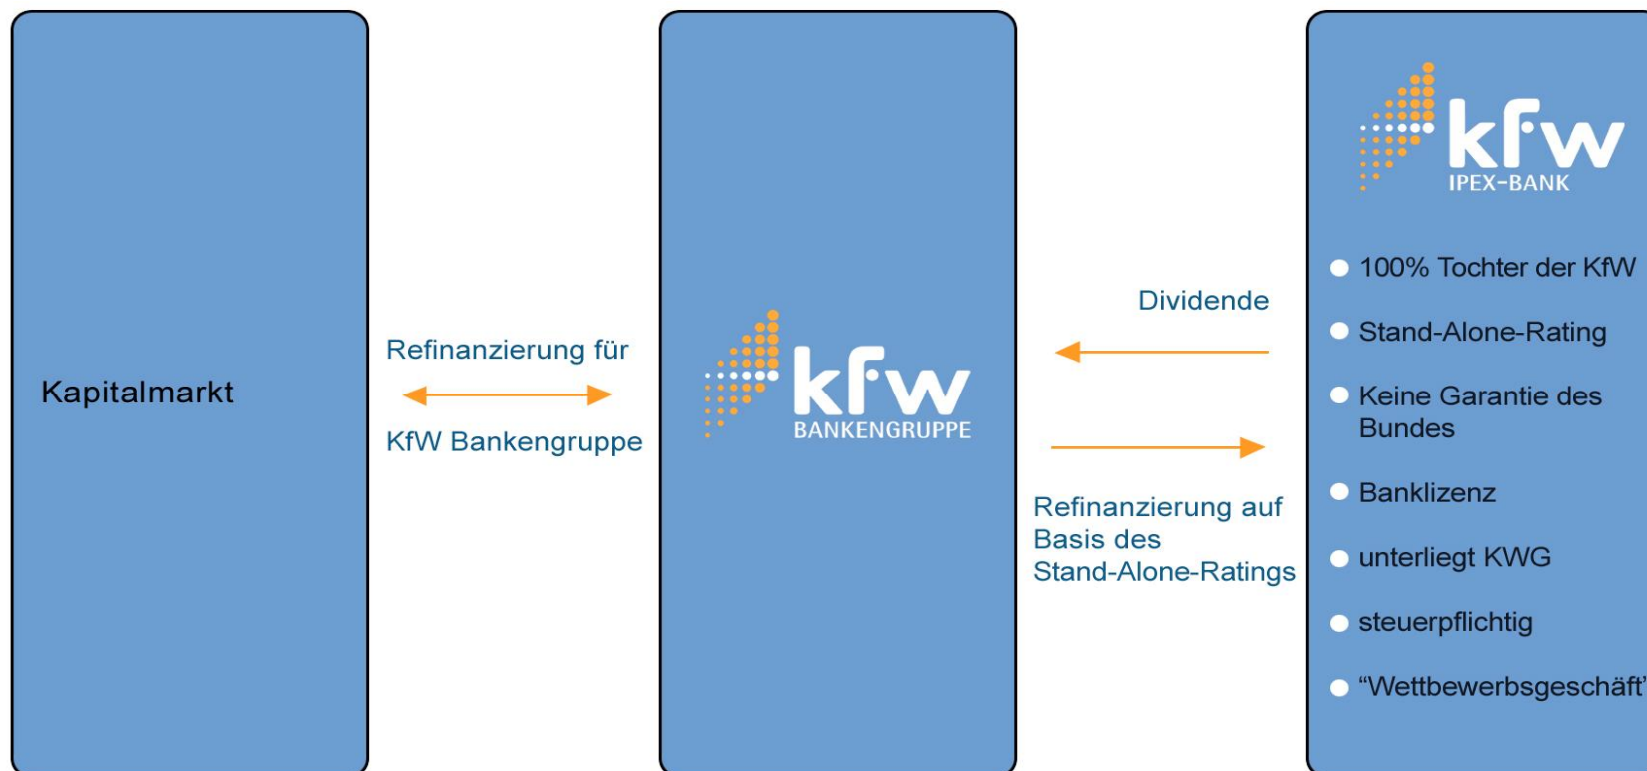 Kapitalmarkt
Refinanzierung für
KfW Bankengruppe
kfw
BANKENGRUPPE
Dividende
Refinanzierung auf
Basis des
Stand-Alone-Ratings
kfw
IPEX-BANK
100% Tochter der KfW
Stand-Alone-Rating
Keine Garantie des
Bundes
Banklizenz
unterliegt KWG
steuerpflichtig
“Wettbewerbsgeschäft”